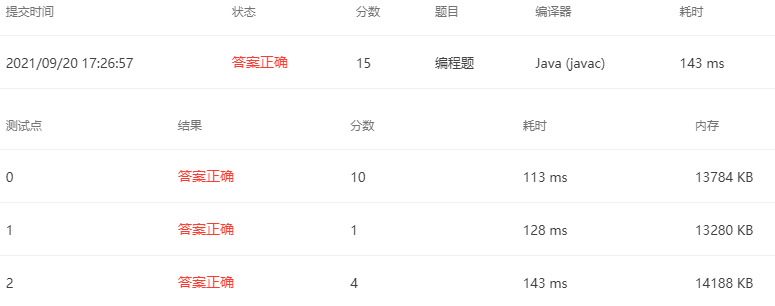 提交时间 状态 分数 题目 编译器 耗时
2021/09/20 17:26:57 答案正确 15 编程题 Java (javac) 143 ms
测试点 结果 分数 耗时 内存
0 答案正确 10 113 ms 13784 KB
1 答案正确 1 128 ms 13280 KB
2 答案正确 4 143 ms 14188 KB